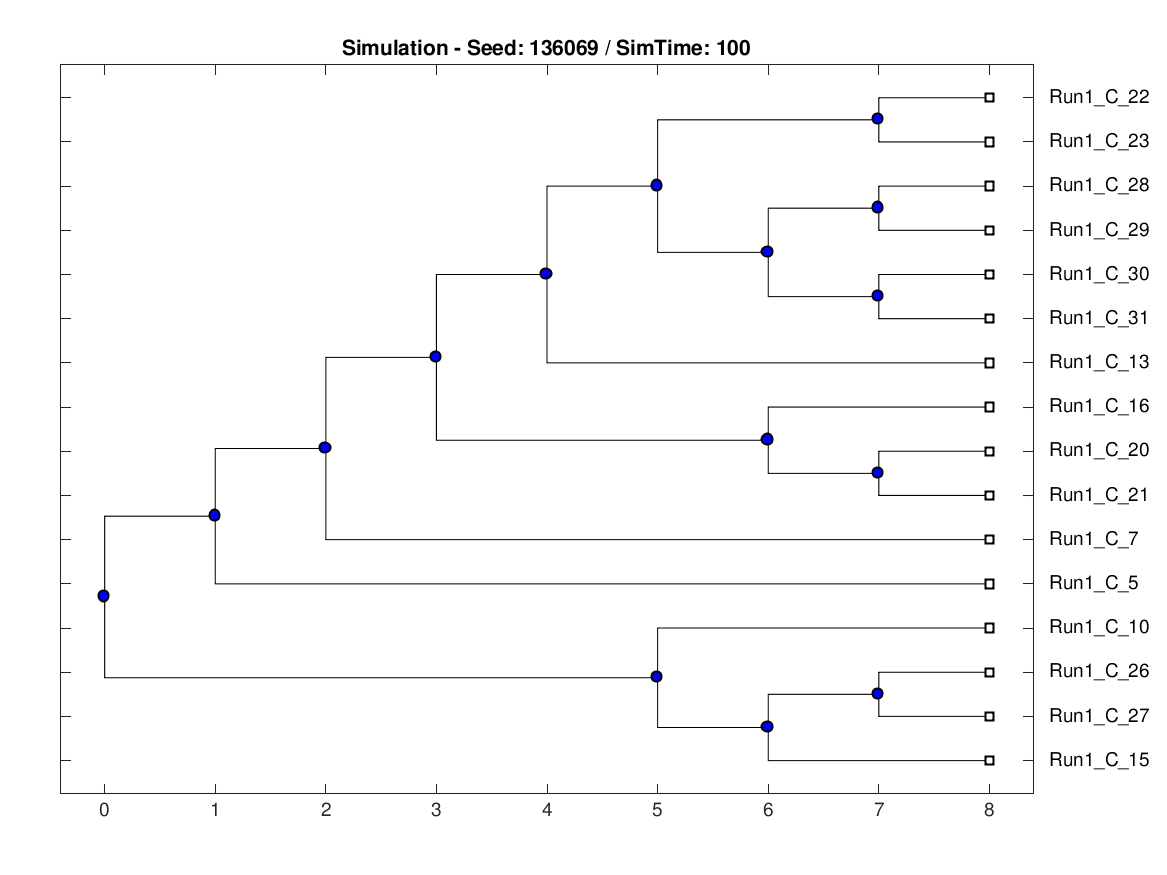 Simulation - Seed: 136069 / SimTime: 100
Run1_C_22
Run1_C_23
Run1_C_28
Run1_C_29
Run1_C_30
Run1_C_31
Run1_C_13
Run1_C_16
Run1_C_20
Run1_C_21
Run1_C_7
Run1_C_5
Run1_C_10
Run1_C_26
Run1_C_27
Run1_C_15
0 1 2 3 4 5 6 7 8